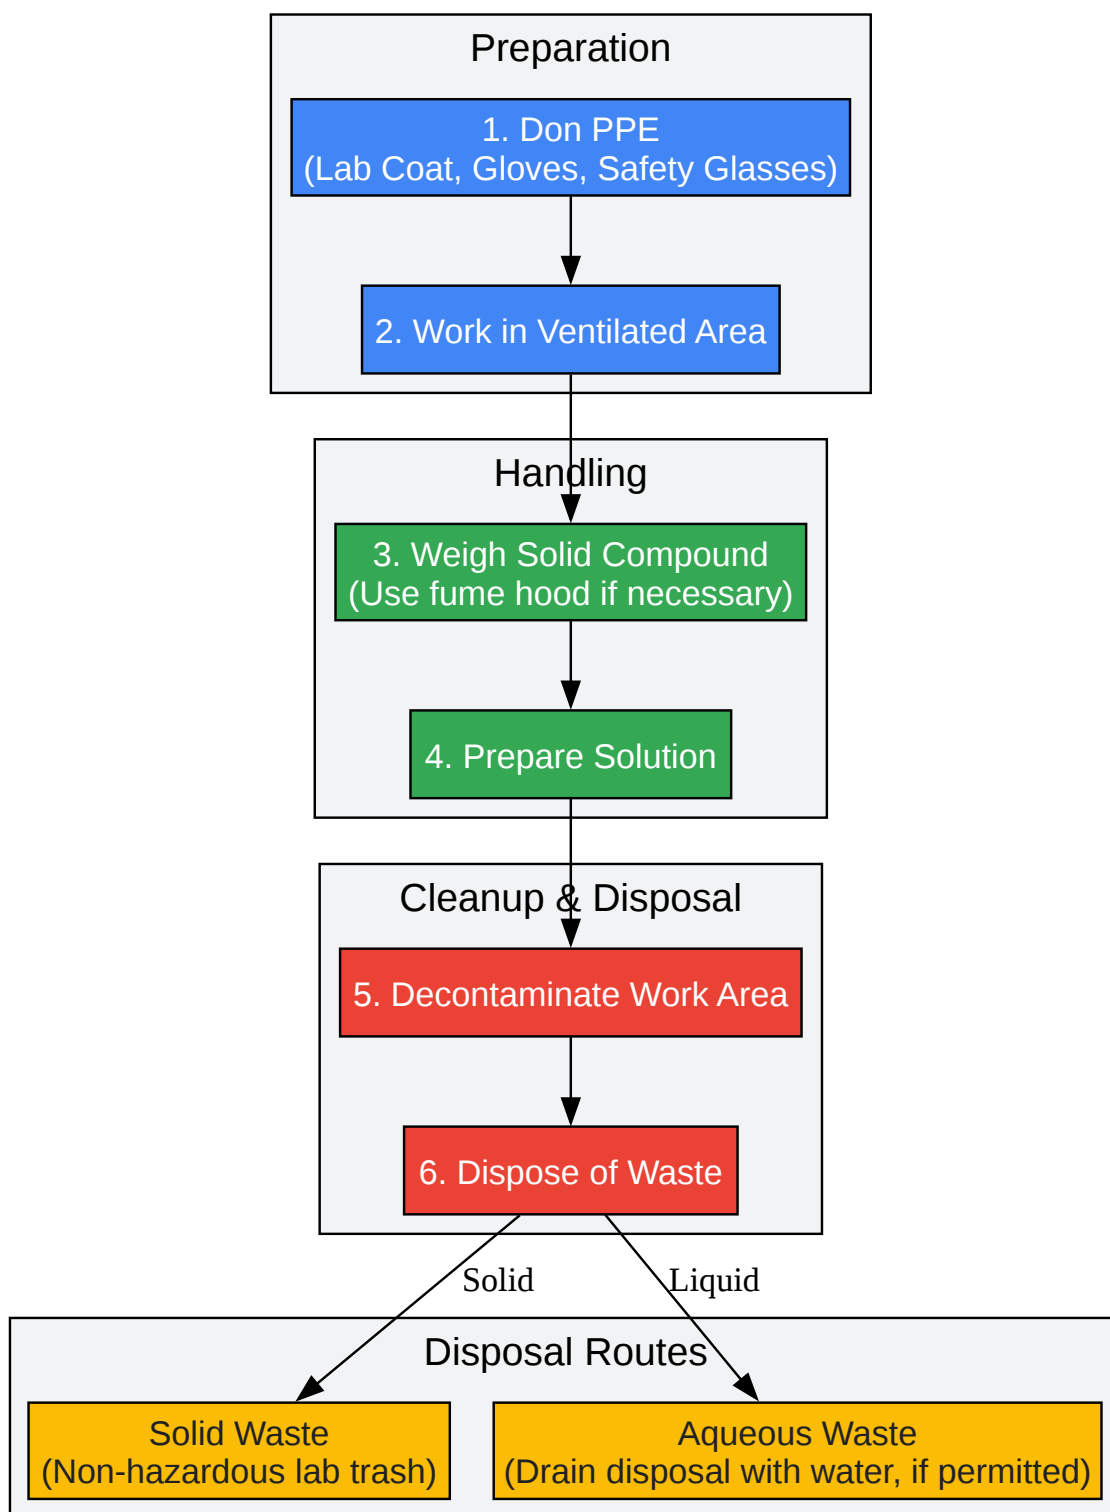 Preparation
1. Don PPE
(Lab Coat, Gloves, Safety Glasses)
2. Work in Ventilated Area
Handling
3. Weigh Solid Compound
(Use fume hood if necessary)
4. Prepare Solution
Cleanup & Disposal
5. Decontaminate Work Area
6. Dispose of Waste
Solid
Liquid
Disposal Routes
Solid Waste
(Non-hazardous lab trash)
Aqueous Waste
(Drain disposal with water, if permitted)